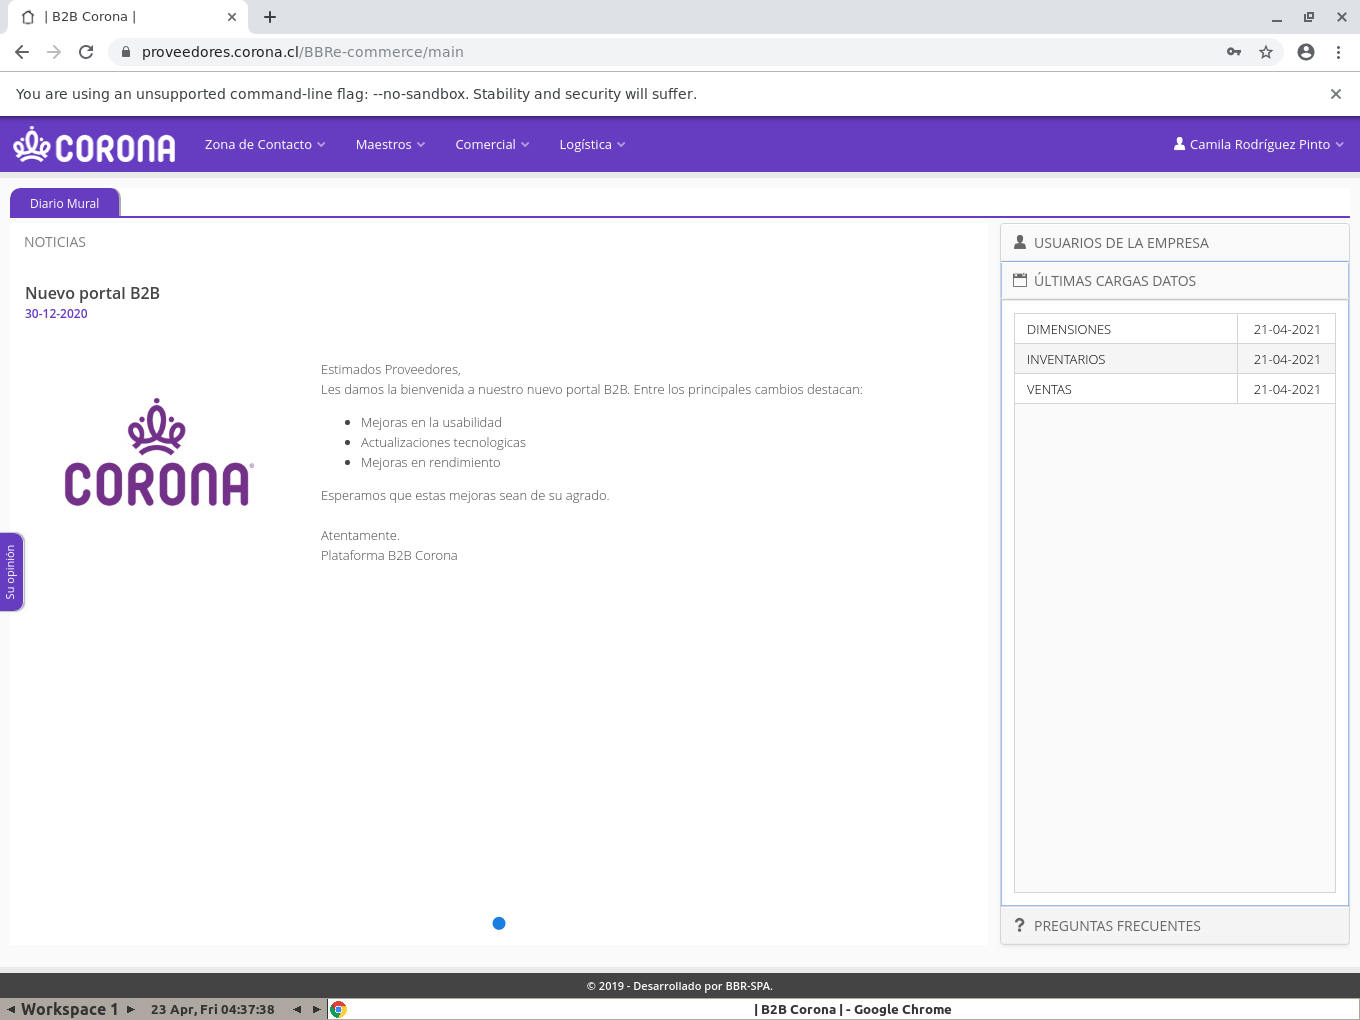 | B2B Corona |
proveedores.corona.cl/BBRe-commerce/main
You are using an unsupported command-line flag: --no-sandbox. Stability and security will suffer.
CORONA
Zona de Contacto
Maestros
Comercial
Logística
Camila Rodríguez Pinto
Diario Mural
NOTICIAS
Nuevo portal B2B
30-12-2020
CORONA®
Estimados Proveedores,
Les damos la bienvenida a nuestro nuevo portal B2B. Entre los principales cambios destacan:
• Mejoras en la usabilidad
• Actualizaciones tecnologicas
• Mejoras en rendimiento
Esperamos que estas mejoras sean de su agrado.
Atentamente.
Plataforma B2B Corona
Su opinión
USUARIOS DE LA EMPRESA
ÚLTIMAS CARGAS DATOS
DIMENSIONES 21-04-2021
INVENTARIOS 21-04-2021
VENTAS 21-04-2021
? PREGUNTAS FRECUENTES
© 2019 - Desarrollado por BBR-SPA.
Workspace 1
23 Apr, Fri 04:37:38
| B2B Corona | - Google Chrome